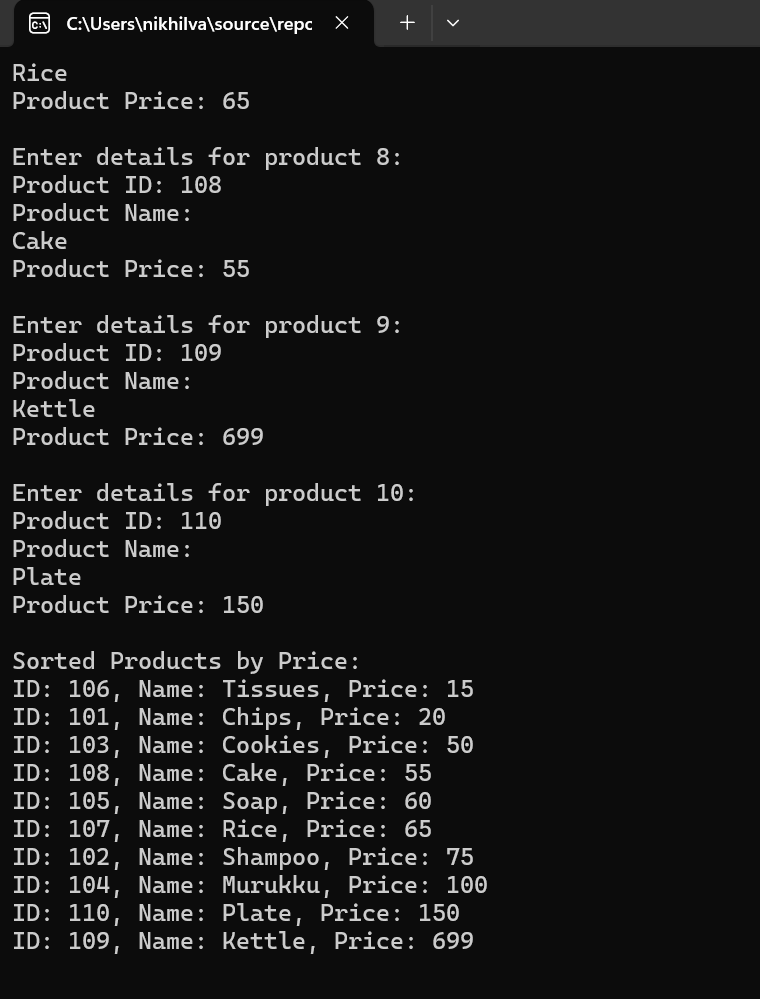 C:\Users\nikhilva\source\repo
Rice
Product Price: 65
Enter details for product 8:
Product ID: 108
Product Name:
Cake
Product Price: 55
Enter details for product 9:
Product ID: 109
Product Name:
Kettle
Product Price: 699
Enter details for product 10:
Product ID: 110
Product Name:
Plate
Product Price: 150
Sorted Products by Price:
ID: 106, Name: Tissues, Price: 15
ID: 101, Name: Chips, Price: 20
ID: 103, Name: Cookies, Price: 50
ID: 108, Name: Cake, Price: 55
ID: 105, Name: Soap, Price: 60
ID: 107, Name: Rice, Price: 65
ID: 102, Name: Shampoo, Price: 75
ID: 104, Name: Murukku, Price: 100
ID: 110, Name: Plate, Price: 150
ID: 109, Name: Kettle, Price: 699